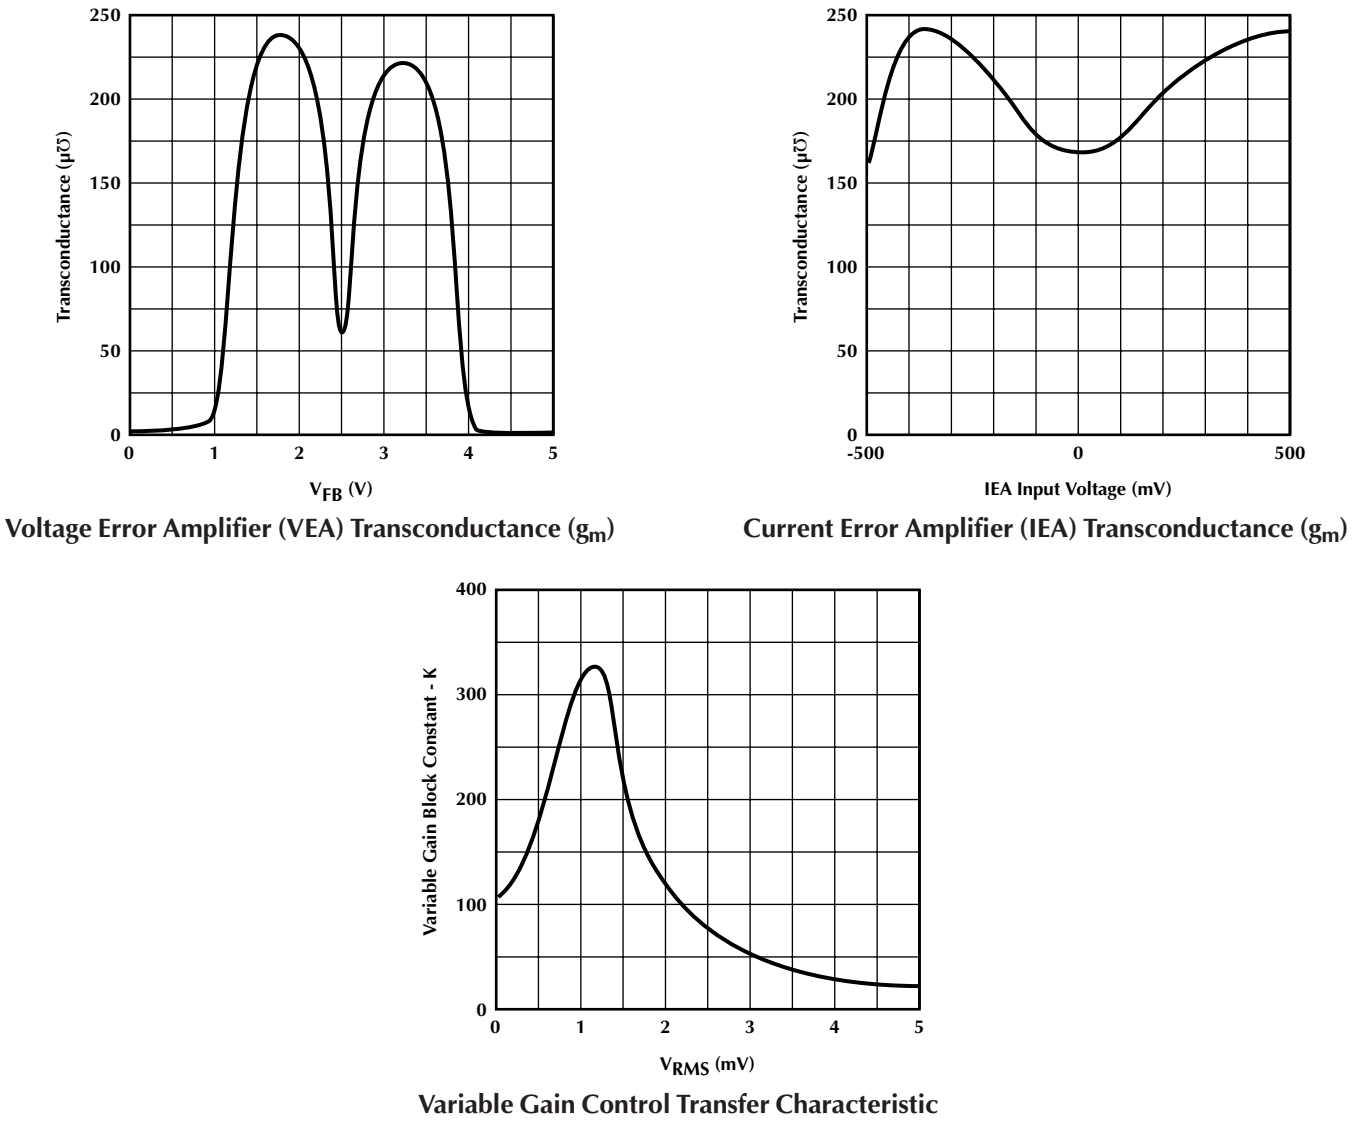 250
200
150
100
50
0
0 1 2 3 4 5
Transconductance (µ℧)
VFB (V)
Voltage Error Amplifier (VEA) Transconductance (gm)
250
200
150
100
50
0
-500 0 500
Transconductance (µ℧)
IEA Input Voltage (mV)
Current Error Amplifier (IEA) Transconductance (gm)
400
300
200
100
0
0 1 2 3 4 5
Variable Gain Block Constant - K
VRMS (mV)
Variable Gain Control Transfer Characteristic